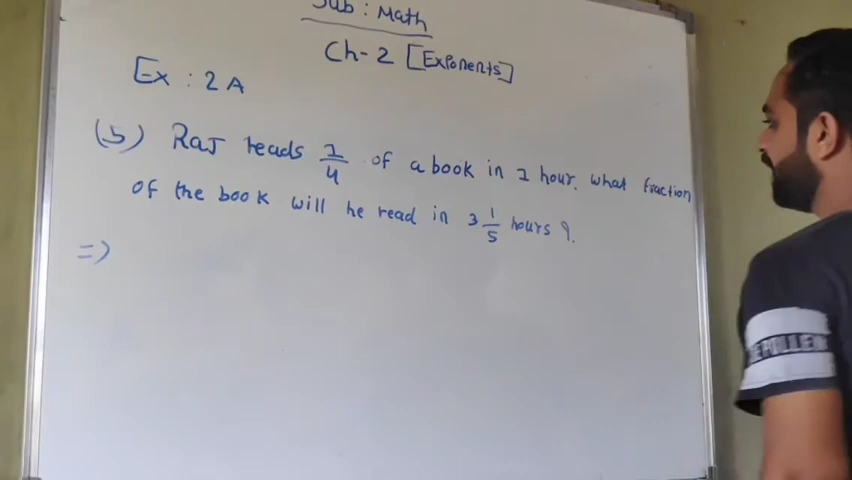 Sub : Math
Ch-2 [Exponents]
Ex : 2A
(5) Raj reads 1/4 of a book in 1 hour. what fraction
of the book will he read in 3 1/5 hours ?
=>